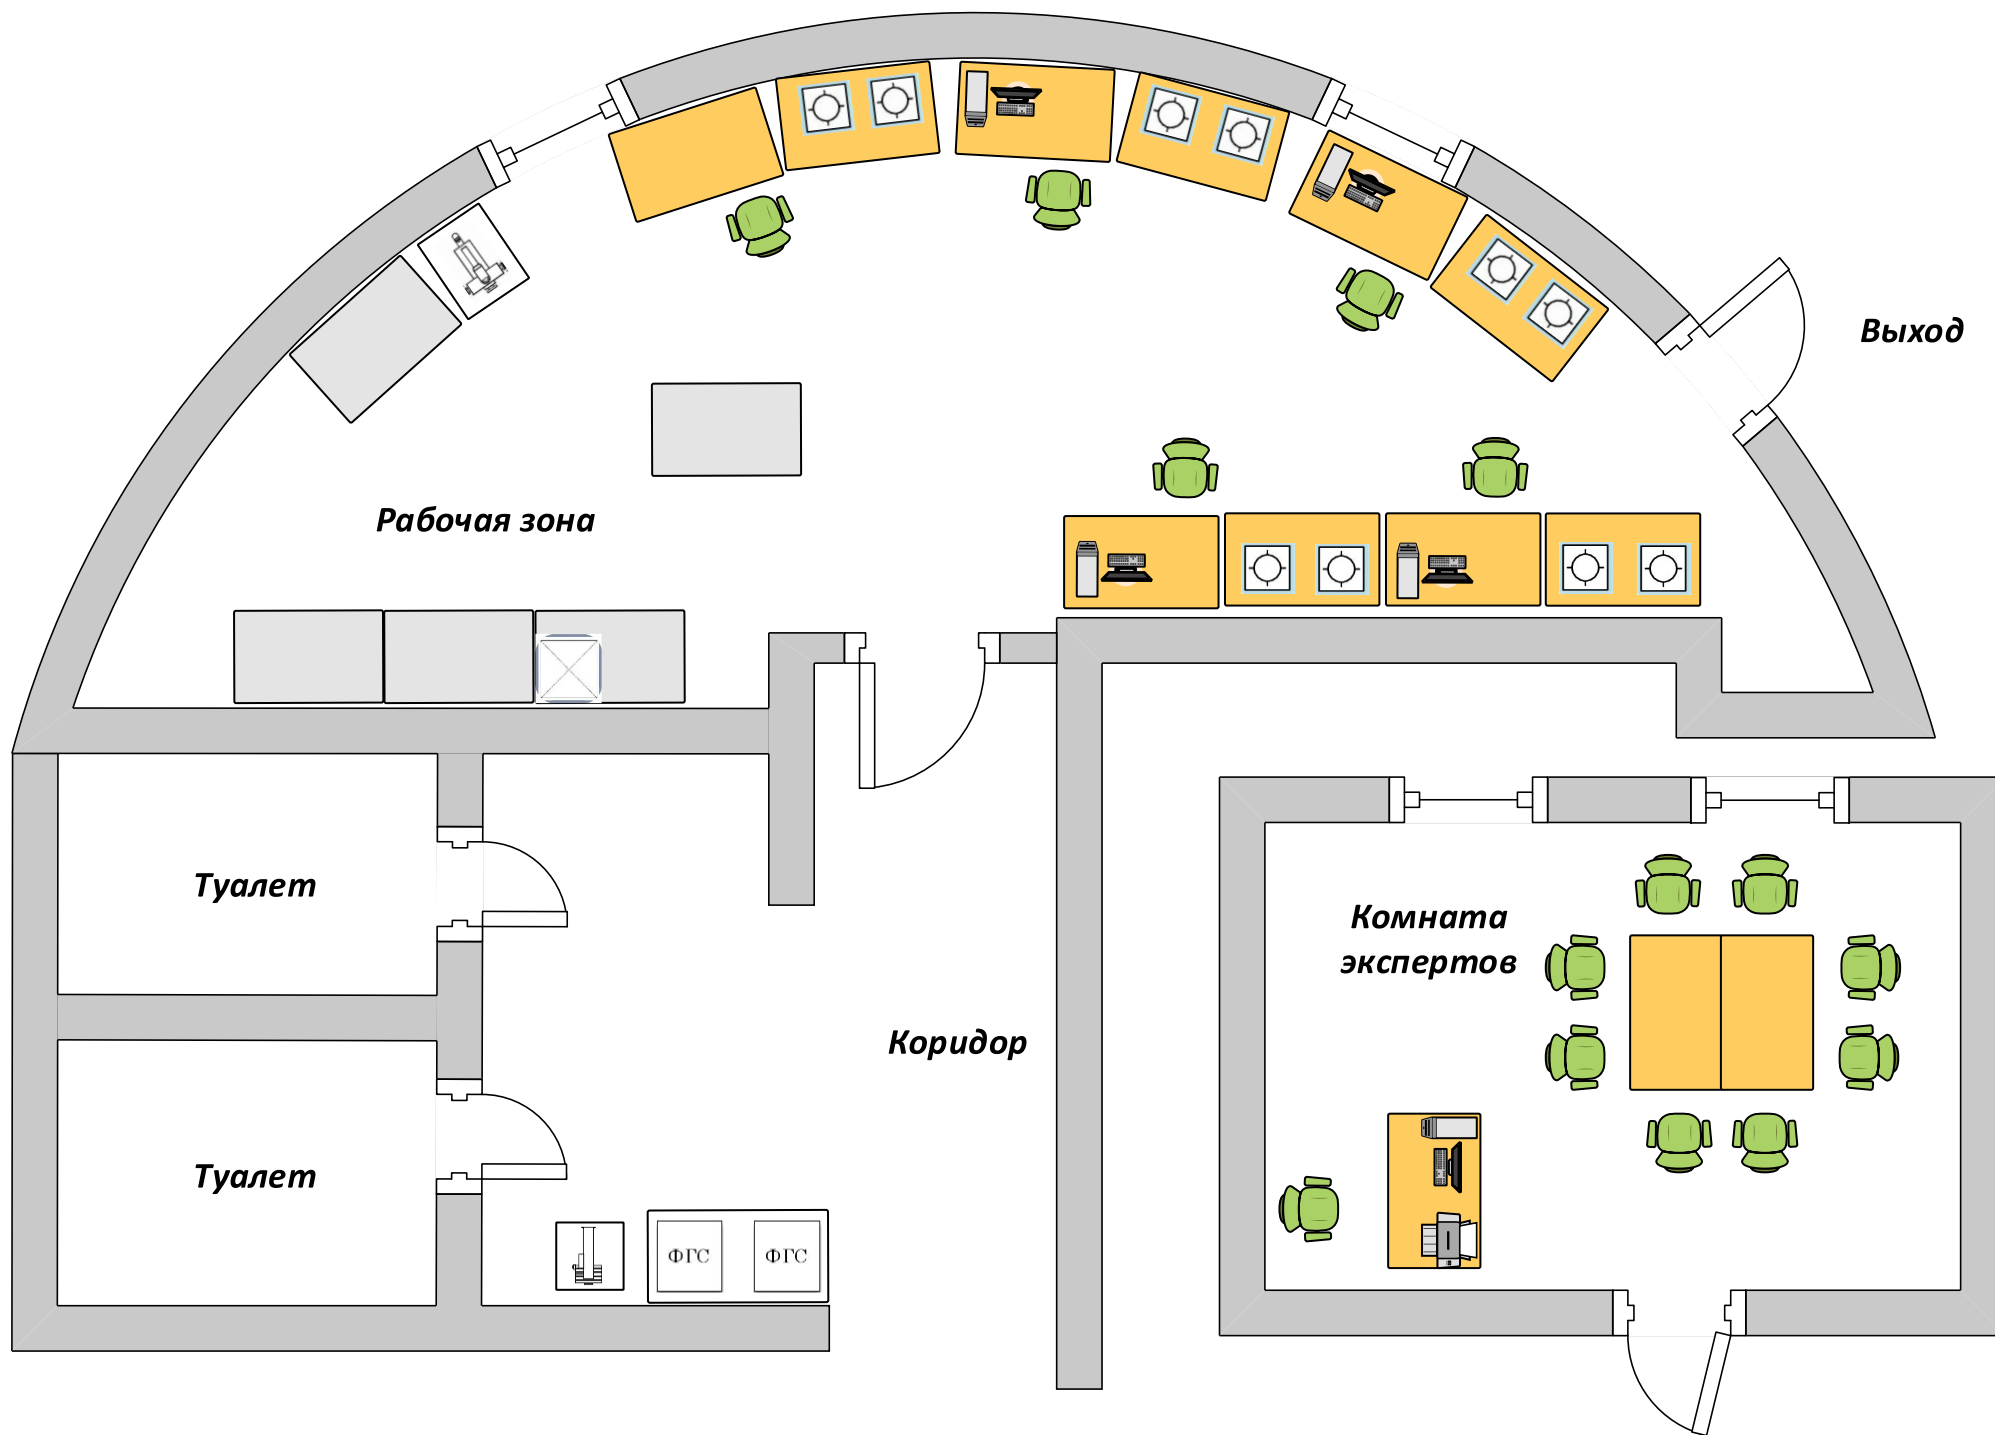 Выход
Рабочая зона
Туалет
Комната
экспертов
Коридор
Туалет
ФГС
ФГС